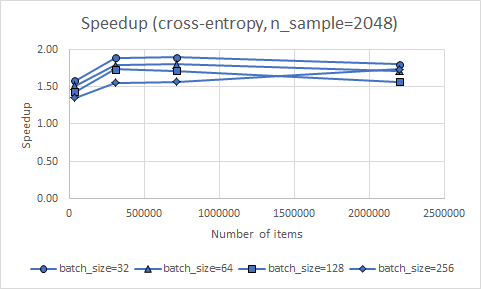 Speedup (cross-entropy, n_sample=2048)
2.00
1.50
1.00
0.50
0.00
Speedup
0 500000 1000000 1500000 2000000 2500000
Number of items
batch_size=32 batch_size=64 batch_size=128 batch_size=256